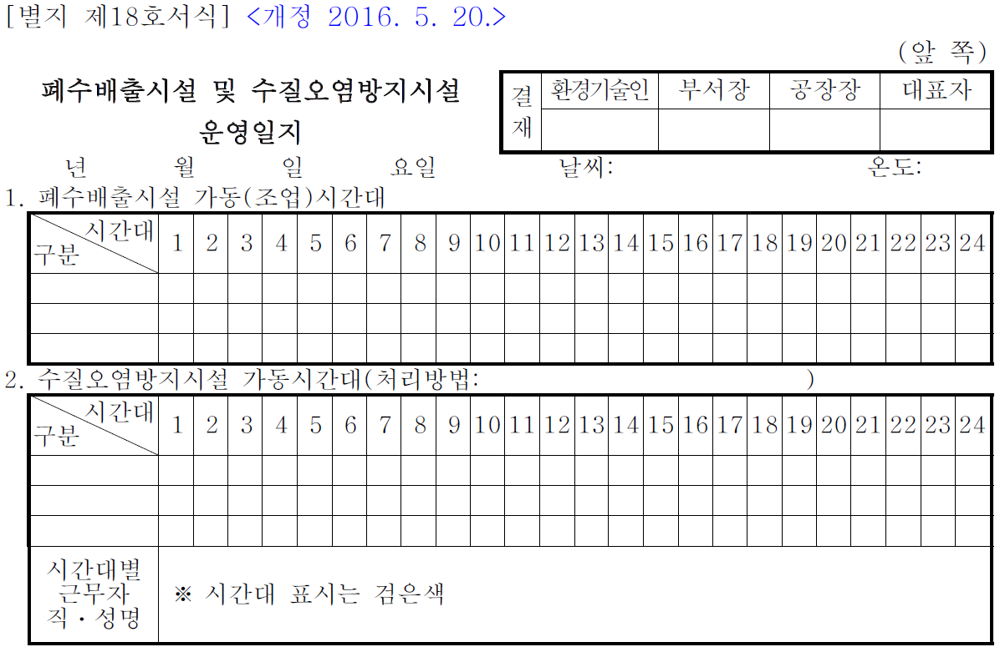 [별지 제18호서식] <개정 2016. 5. 20.>
(앞 쪽)
폐수배출시설 및 수질오염방지시설
운영일지
결재 환경기술인 부서장 공장장 대표자
년 월 일 요일 날씨: 온도:
1. 폐수배출시설 가동(조업)시간대
시간대
구분
1 2 3 4 5 6 7 8 9 10 11 12 13 14 15 16 17 18 19 20 21 22 23 24
2. 수질오염방지시설 가동시간대(처리방법: )
시간대
구분
1 2 3 4 5 6 7 8 9 10 11 12 13 14 15 16 17 18 19 20 21 22 23 24
시간대별
근무자
직·성명
※ 시간대 표시는 검은색